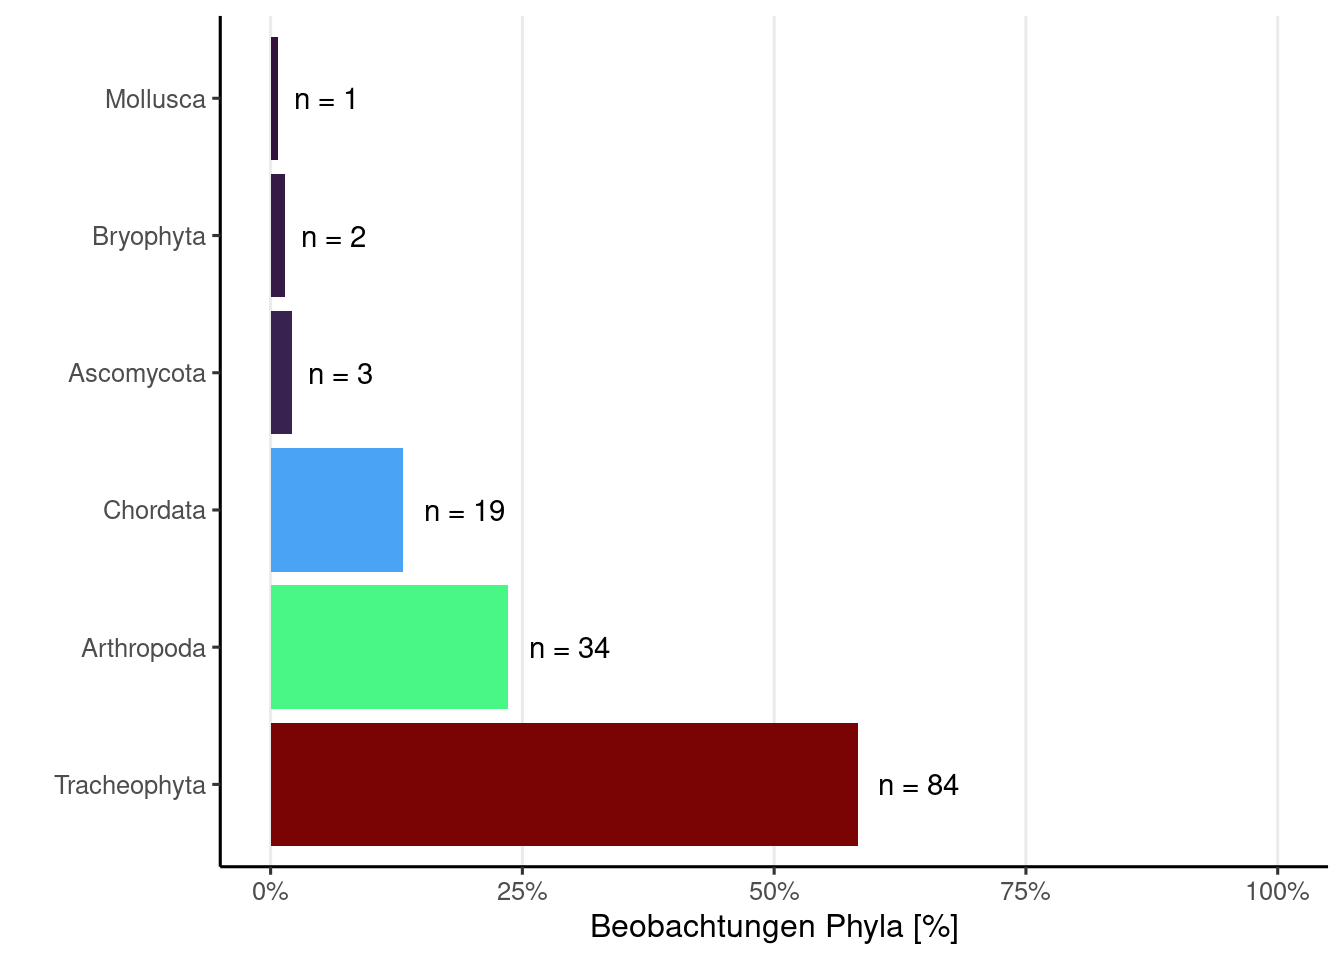 Mollusca
n = 1
Bryophyta
n = 2
Ascomycota
n = 3
Chordata
n = 19
Arthropoda
n = 34
Tracheophyta
n = 84
0% 25% 50% 75% 100%
Beobachtungen Phyla [%]